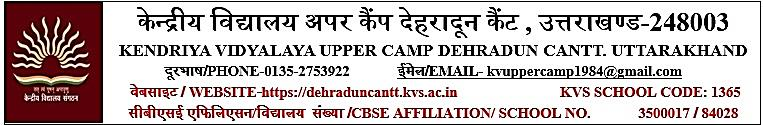 केन्द्रीय विद्यालय अपर कैंप देहरादून कैंट , उत्तराखण्ड-248003
KENDRIYA VIDYALAYA UPPER CAMP DEHRADUN CANTT. UTTARAKHAND
दूरभाष/PHONE-0135-2753922 ईमेल/EMAIL- kvuppercamp1984@gmail.com
वेबसाइट / WEBSITE-https://dehraduncantt.kvs.ac.in KVS SCHOOL CODE: 1365
सीबीएसई एफिलिएसन/विद्यालय संख्या /CBSE AFFILIATION/ SCHOOL NO. 3500017 / 84028
केन्द्रीय विद्यालय संगठन